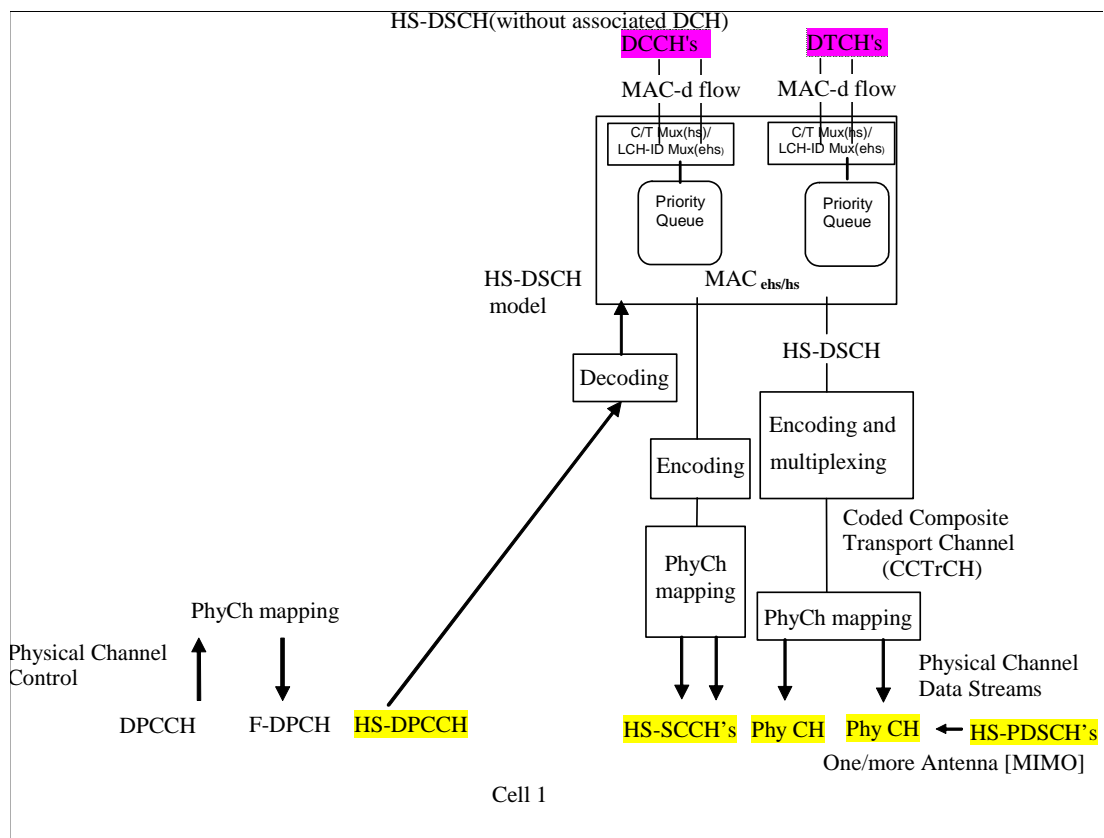 HS-DSCH(without associated DCH)
DCCH's
DTCH's
MAC-d flow
MAC-d flow
C/T Mux(hs)/
LCH-ID Mux(ehs)
C/T Mux(hs)/
LCH-ID Mux(ehs)
Priority
Queue
Priority
Queue
HS-DSCH
model
MAC ehs/hs
HS-DSCH
Decoding
Encoding and
multiplexing
Encoding
Coded Composite
Transport Channel
(CCTrCH)
PhyCh
mapping
PhyCh mapping
PhyCh mapping
Physical Channel
Control
Physical Channel
Data Streams
DPCCH
F-DPCH
HS-DPCCH
HS-SCCH’s
Phy CH
Phy CH
HS-PDSCH’s
One/more Antenna [MIMO]
Cell 1